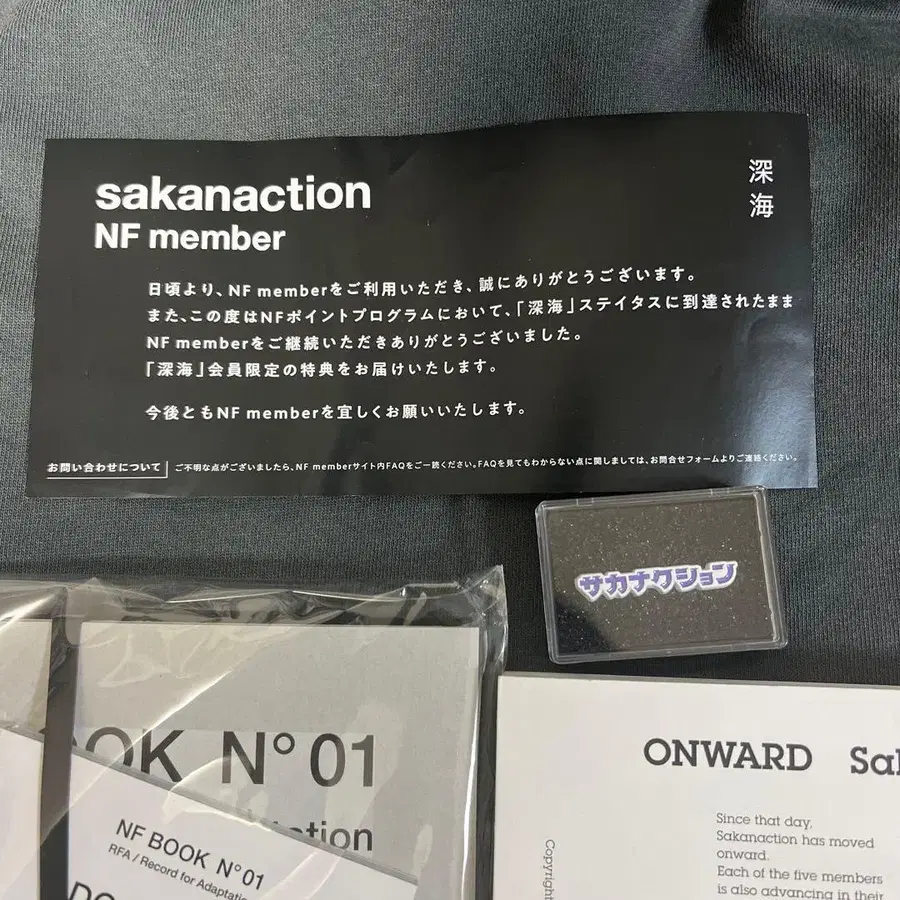 sakanaction
NF member
深海
日頃より、NF memberをご利用いただき、誠にありがとうございます。
また、この度はNFポイントプログラムにおいて、「深海」ステイタスに到達されたまま
NF memberをご継続いただきありがとうございました。
「深海」会員限定の特典をお届けいたします。
今後ともNF memberを宜しくお願いいたします。
お問い合わせについて
ご不明な点がございましたら、NF memberサイト内FAQをご一読ください。FAQを見てもわからない点に関しましては、お問合せフォームよりご連絡ください。
サカナクション
OOK N°01
tion
NF BOOK N°01
RFA / Record for Adaptatio
DO
ONWARD Sak
Since that day,
Sakanaction has moved
onward.
Each of the five members
is also advancing in their
Copyright